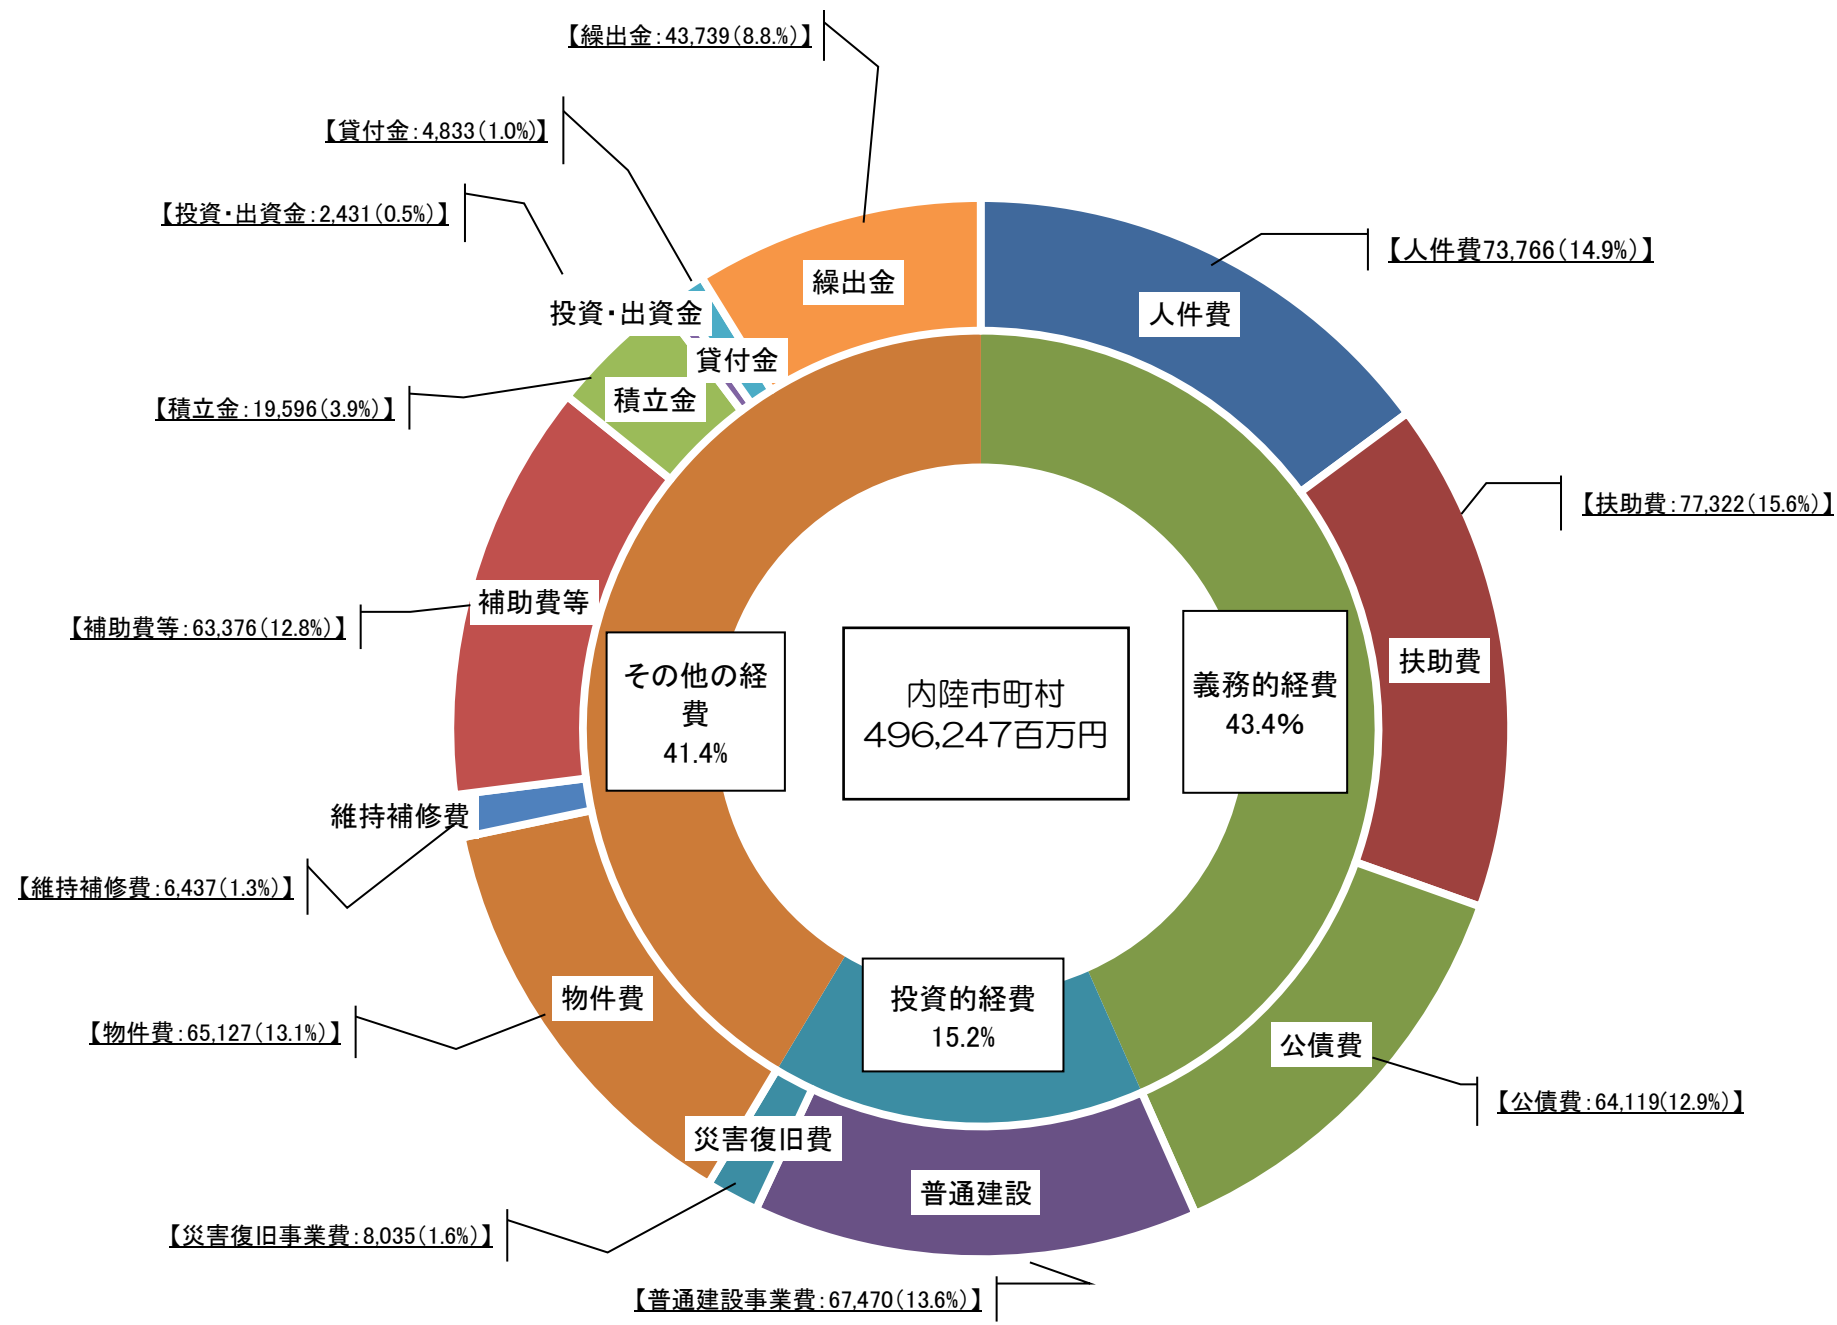 【繰出金:43,739(8.8.%)】
【貸付金:4,833(1.0%)】
【投資・出資金:2,431(0.5%)】
【人件費73,766(14.9%)】
繰出金
人件費
投資・出資金
貸付金
積立金
【積立金:19,596(3.9%)】
【扶助費:77,322(15.6%)】
補助費等
【補助費等:63,376(12.8%)】
扶助費
その他の経
費
41.4%
内陸市町村
496,247百万円
義務的経費
43.4%
維持補修費
【維持補修費:6,437(1.3%)】
物件費
【物件費:65,127(13.1%)】
投資的経費
15.2%
公債費
【公債費:64,119(12.9%)】
災害復旧費
普通建設
【災害復旧事業費:8,035(1.6%)】
【普通建設事業費:67,470(13.6%)】